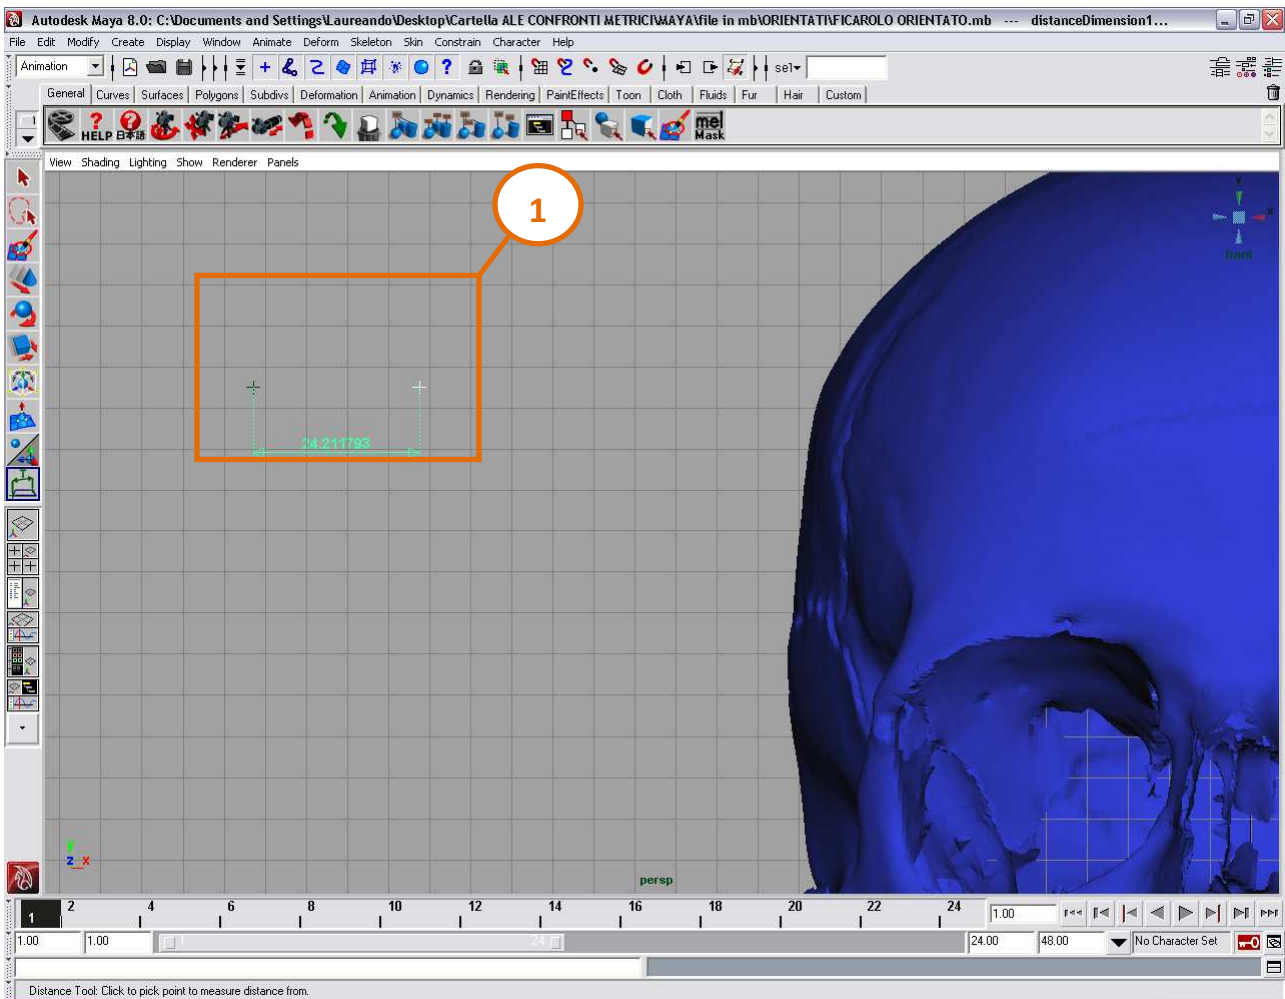 Autodesk Maya 8.0: C:\Documents and Settings\Laureando\Desktop\Cartella ALE CONFRONTI METRICI\MAYA\file in mb\ORIENTATI\FICAROLO ORIENTATO.mb --- distanceDimension1...
File Edit Modify Create Display Window Animate Deform Skeleton Skin Constrain Character Help
Animation sel
General Curves Surfaces Polygons Subdivs Deformation Animation Dynamics Rendering PaintEffects Toon Cloth Fluids Fur Hair Custom
HELP 日本語 mel
Mask
View Shading Lighting Show Renderer Panels
1
front
24.211793
y
z x
persp
1 2 4 6 8 10 12 14 16 18 20 22 24 1.00
1.00 1.00 1 24 24.00 48.00 No Character Set
Distance Tool: Click to pick point to measure distance from.